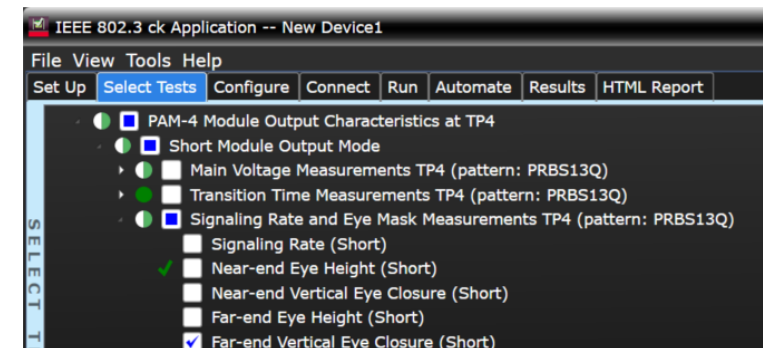 IEEE 802.3 ck Application -- New Device1
File View Tools Help
Set Up Select Tests Configure Connect Run Automate Results HTML Report
PAM-4 Module Output Characteristics at TP4
Short Module Output Mode
Main Voltage Measurements TP4 (pattern: PRBS13Q)
Transition Time Measurements TP4 (pattern: PRBS13Q)
Signaling Rate and Eye Mask Measurements TP4 (pattern: PRBS13Q)
Signaling Rate (Short)
Near-end Eye Height (Short)
Near-end Vertical Eye Closure (Short)
Far-end Eye Height (Short)
Far-end Vertical Eye Closure (Short)
SELECT T